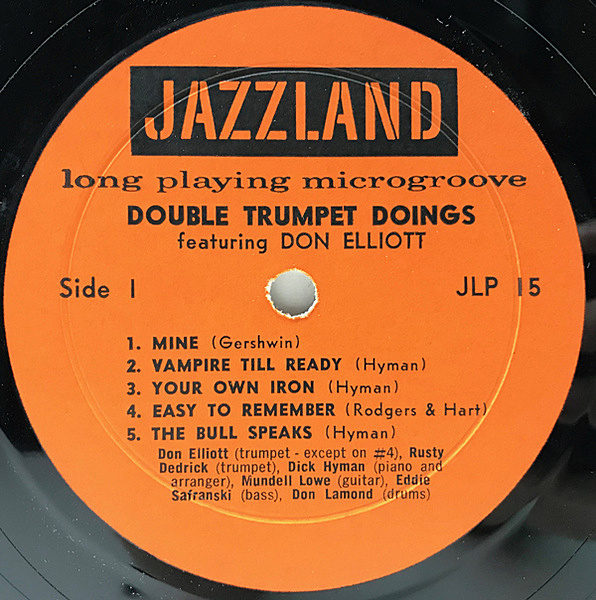 JAZZLAND
long playing microgroove
DOUBLE TRUMPET DOINGS
featuring DON ELLIOTT
Side 1 JLP 15
1. MINE (Gershwin)
2. VAMPIRE TILL READY (Hyman)
3. YOUR OWN IRON (Hyman)
4. EASY TO REMEMBER (Rodgers & Hart)
5. THE BULL SPEAKS (Hyman)
Don Elliott (trumpet - except on #4), Rusty
Dedrick (trumpet), Dick Hyman (piano and
arranger), Mundell Lowe (guitar), Eddie
Safranski (bass), Don Lamond (drums)